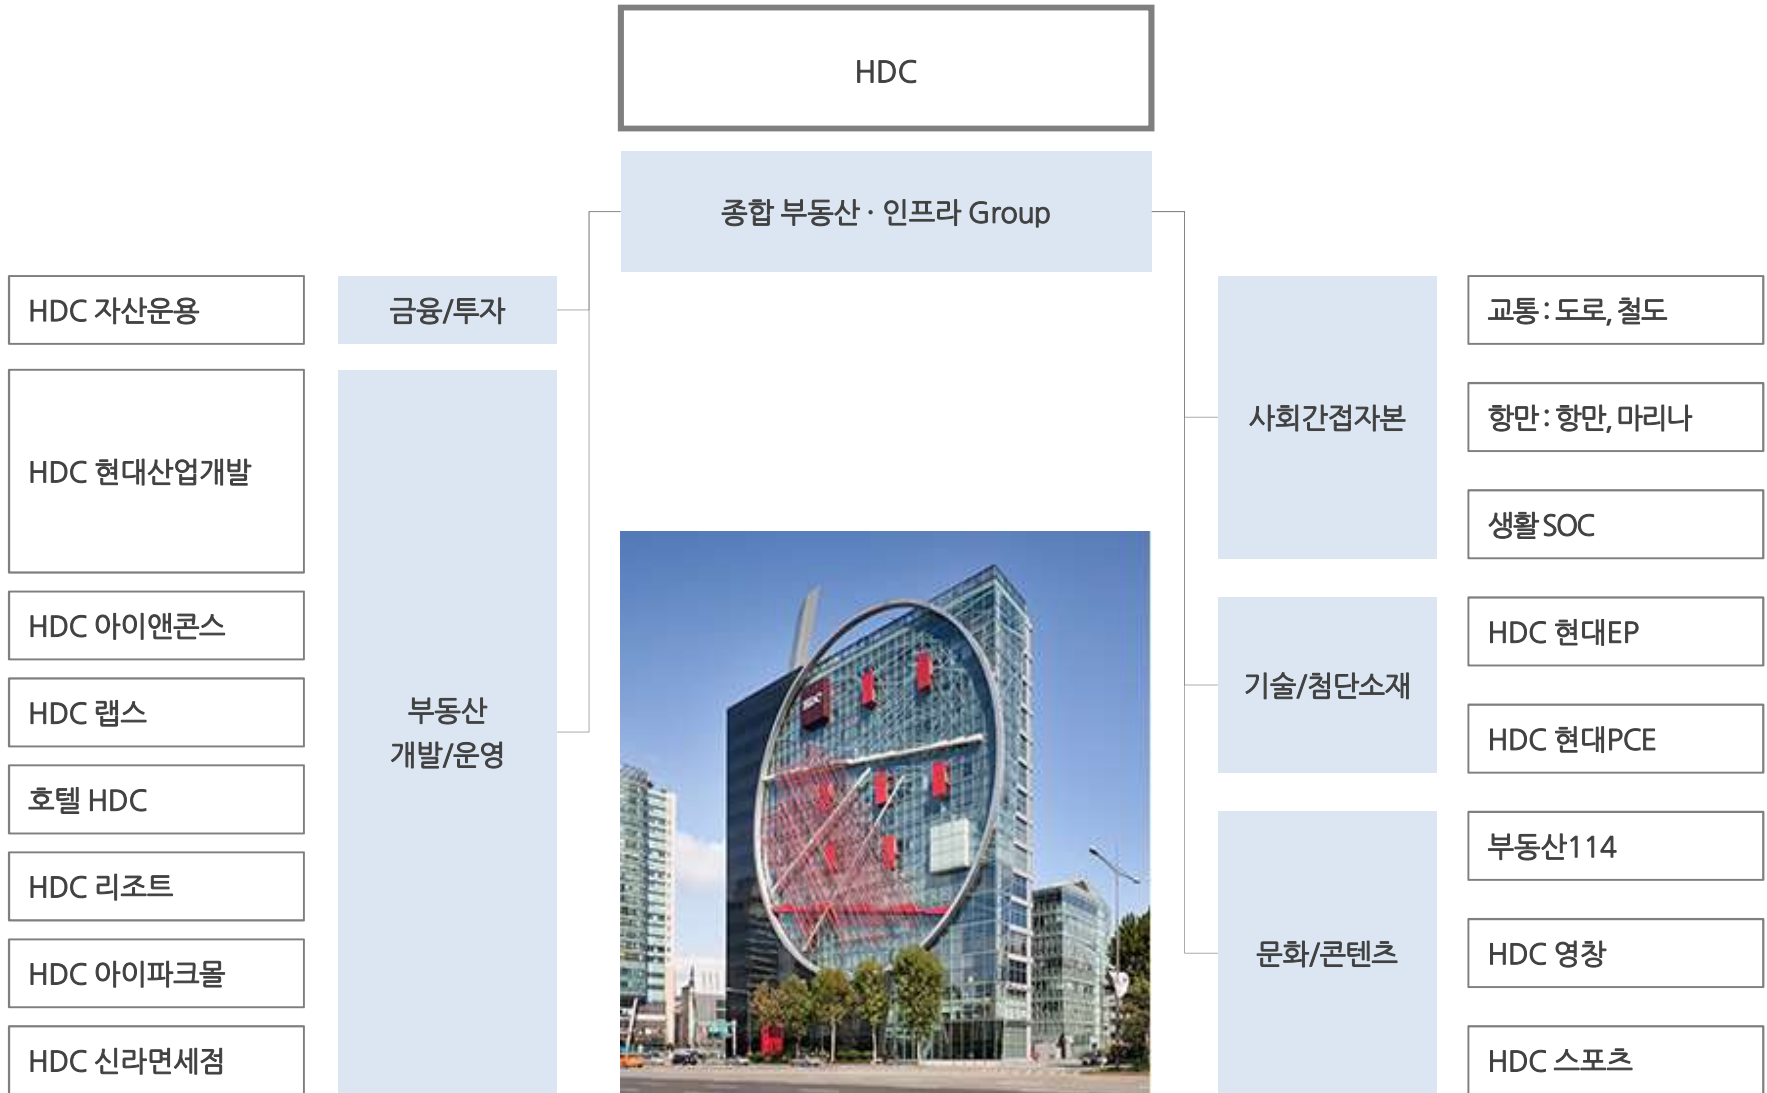 HDC
종합 부동산 · 인프라 Group
HDC 자산운용
금융/투자
HDC 현대산업개발
HDC 아이앤콘스
HDC 랩스
호텔 HDC
HDC 리조트
HDC 아이파크몰
HDC 신라면세점
부동산
개발/운영
사회간접자본
교통 : 도로, 철도
항만 : 항만, 마리나
생활 SOC
기술/첨단소재
HDC 현대EP
HDC 현대PCE
문화/콘텐츠
부동산114
HDC 영창
HDC 스포츠
HDC